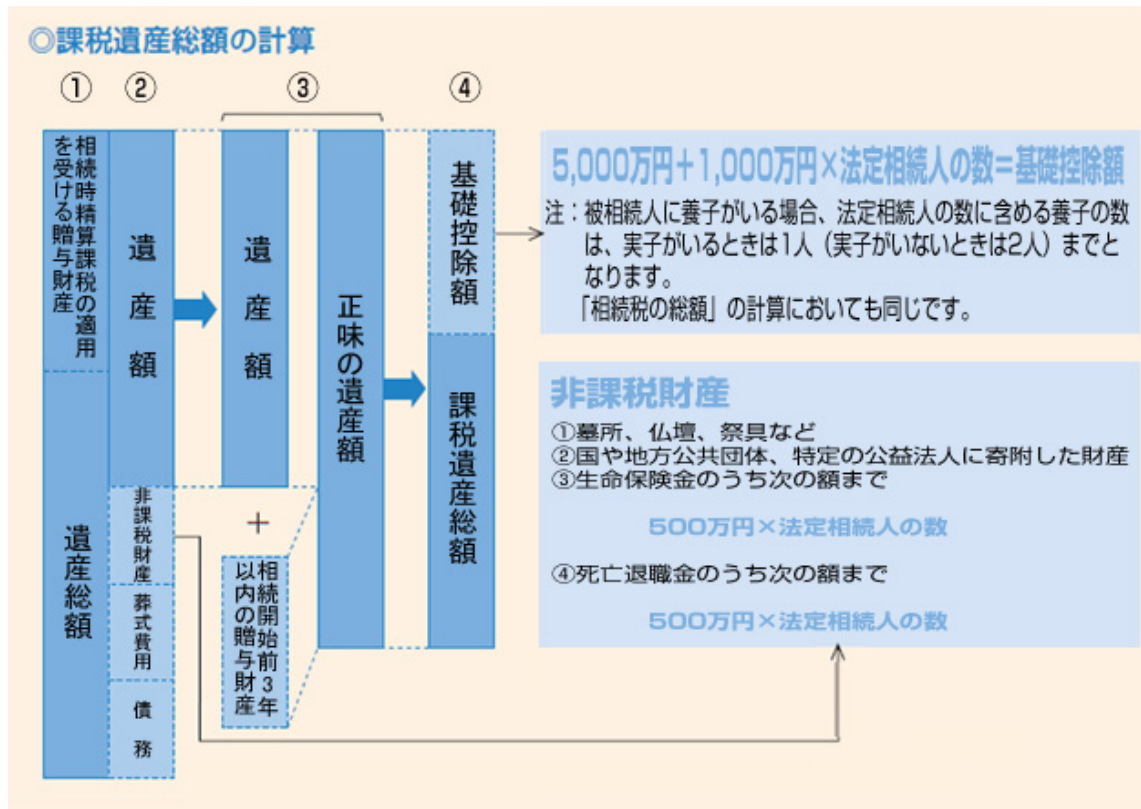 ◎課税遺産総額の計算
① ② ③ ④
相続時精算課税の適用
を受ける贈与財産
遺産総額
遺産額
非課税財産
葬式費用
債務
遺産額
+
相続開始前3年
以内の贈与財産
正味の遺産額
基礎控除額
課税遺産総額
5,000万円+1,000万円×法定相続人の数=基礎控除額
注:被相続人に養子がいる場合、法定相続人の数に含める養子の数
は、実子がいるときは1人(実子がいないときは2人)までと
なります。
「相続税の総額」の計算においても同じです。
非課税財産
①墓所、仏壇、祭具など
②国や地方公共団体、特定の公益法人に寄附した財産
③生命保険金のうち次の額まで
500万円×法定相続人の数
④死亡退職金のうち次の額まで
500万円×法定相続人の数